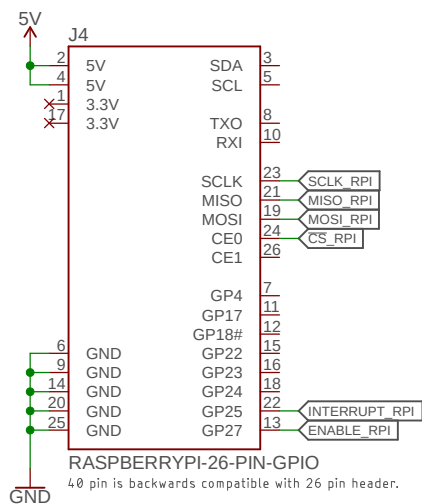 5V
J4
2 5V SDA 3
4 5V SCL 5
1 3.3V
17 3.3V TXO 8
RXI 10
SCLK 23 SCLK_RPI
MISO 21 MISO_RPI
MOSI 19 MOSI_RPI
CE0 24 CS_RPI
CE1 26
GP4 7
GP17 11
GP18# 12
6 GND GP22 15
9 GND GP23 16
14 GND GP24 18
20 GND GP25 22 INTERRUPT_RPI
25 GND GP27 13 ENABLE_RPI
RASPBERRYPI-26-PIN-GPIO
40 pin is backwards compatible with 26 pin header.
GND